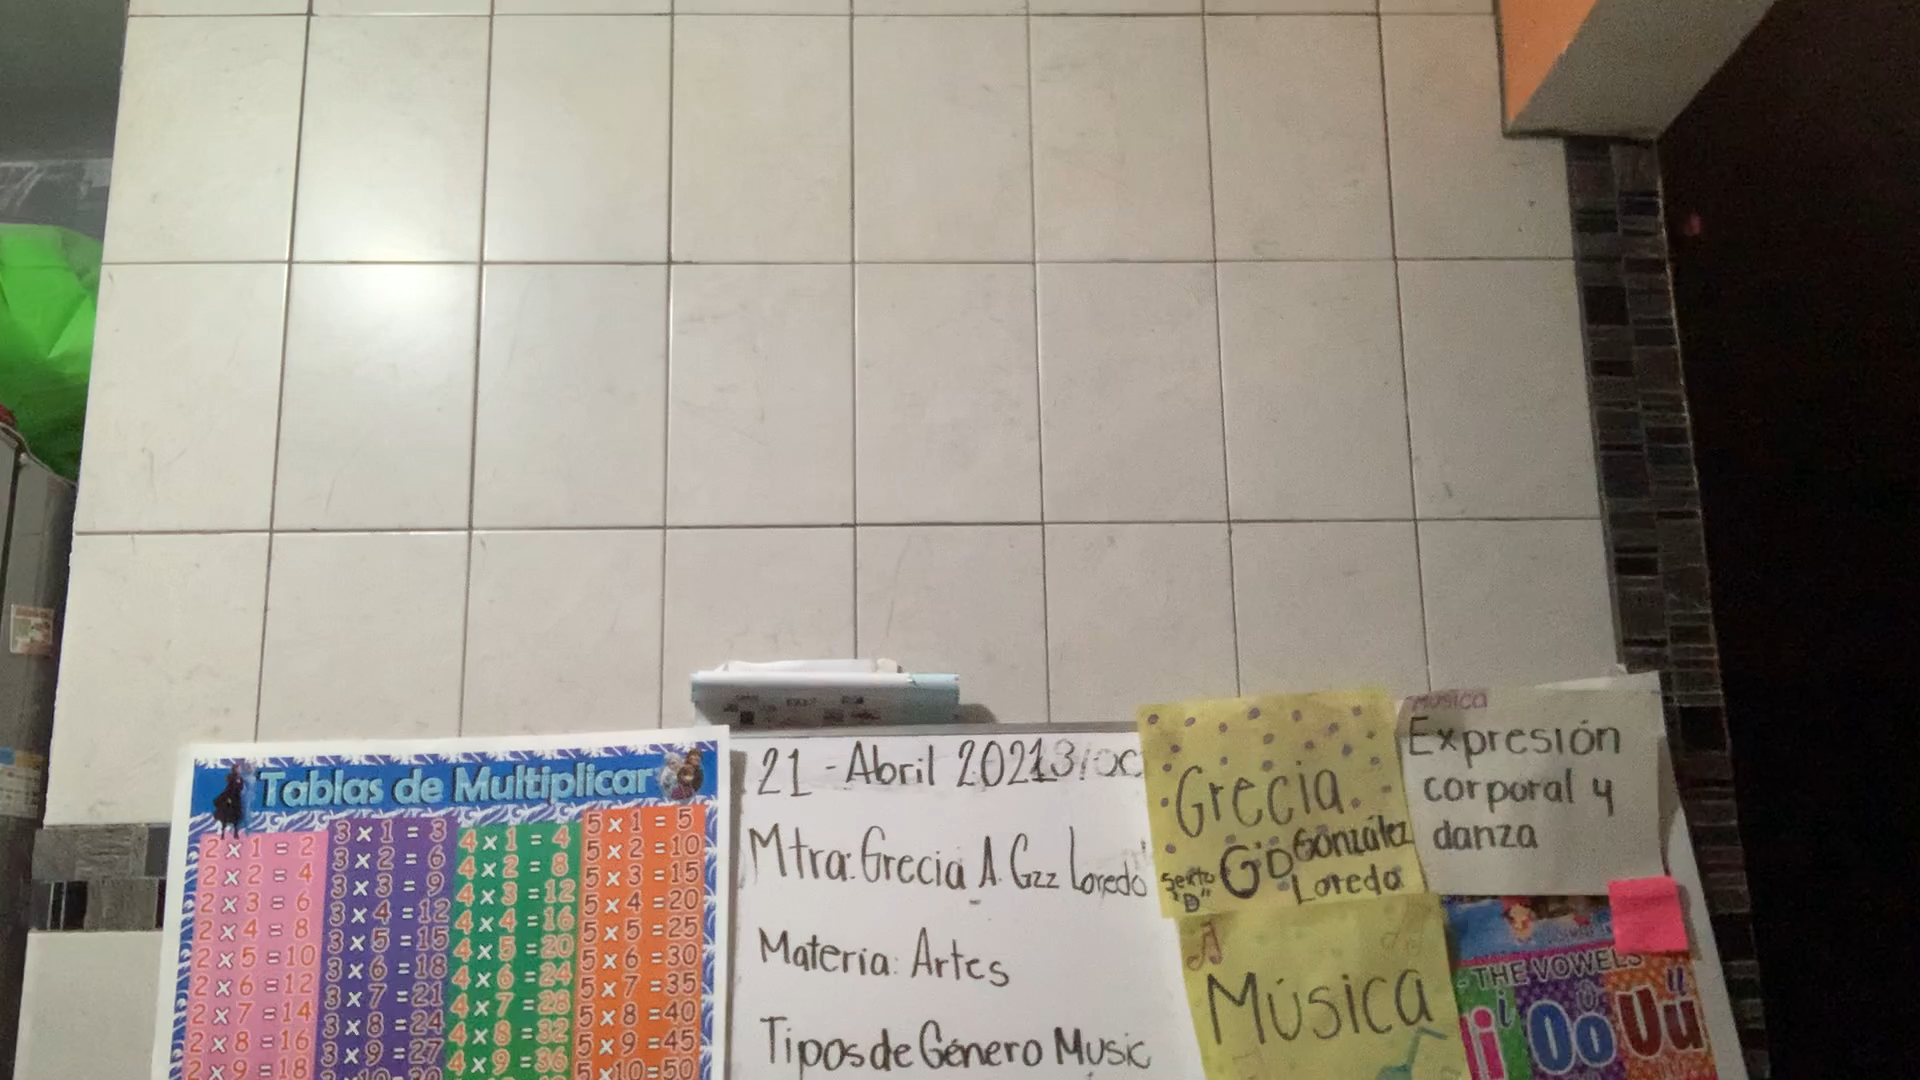 Tablas de Multiplicar
2 x 1 = 2
2 x 2 = 4
2 x 3 = 6
2 x 4 = 8
2 x 5 = 10
2 x 6 = 12
2 x 7 = 14
2 x 8 = 16
2 x 9 = 18
3 x 1 = 3
3 x 2 = 6
3 x 3 = 9
3 x 4 = 12
3 x 5 = 15
3 x 6 = 18
3 x 7 = 21
3 x 8 = 24
3 x 9 = 27
4 x 1 = 4
4 x 2 = 8
4 x 3 = 12
4 x 4 = 16
4 x 5 = 20
4 x 6 = 24
4 x 7 = 28
4 x 8 = 32
4 x 9 = 36
5 x 1 = 5
5 x 2 = 10
5 x 3 = 15
5 x 4 = 20
5 x 5 = 25
5 x 6 = 30
5 x 7 = 35
5 x 8 = 40
5 x 9 = 45
5 x 10 = 50
21 - Abril 2021
Mtra: Grecia A. Gzz Loredo
Materia: Artes
Tipos de Género Music
Grecia
González
Loredo
GD
Sexto
"D"
Música
Musica
Expresión
corporal y
danza
THE VOWELS
Ii Oo Uu